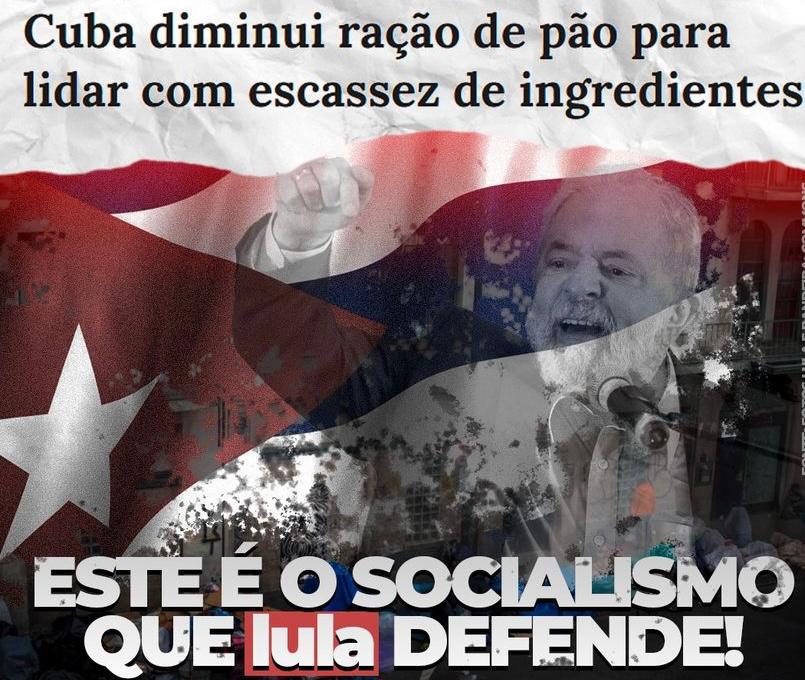 Cuba diminui ração de pão para
lidar com escassez de ingredientes
ESTE É O SOCIALISMO
QUE lula DEFENDE!